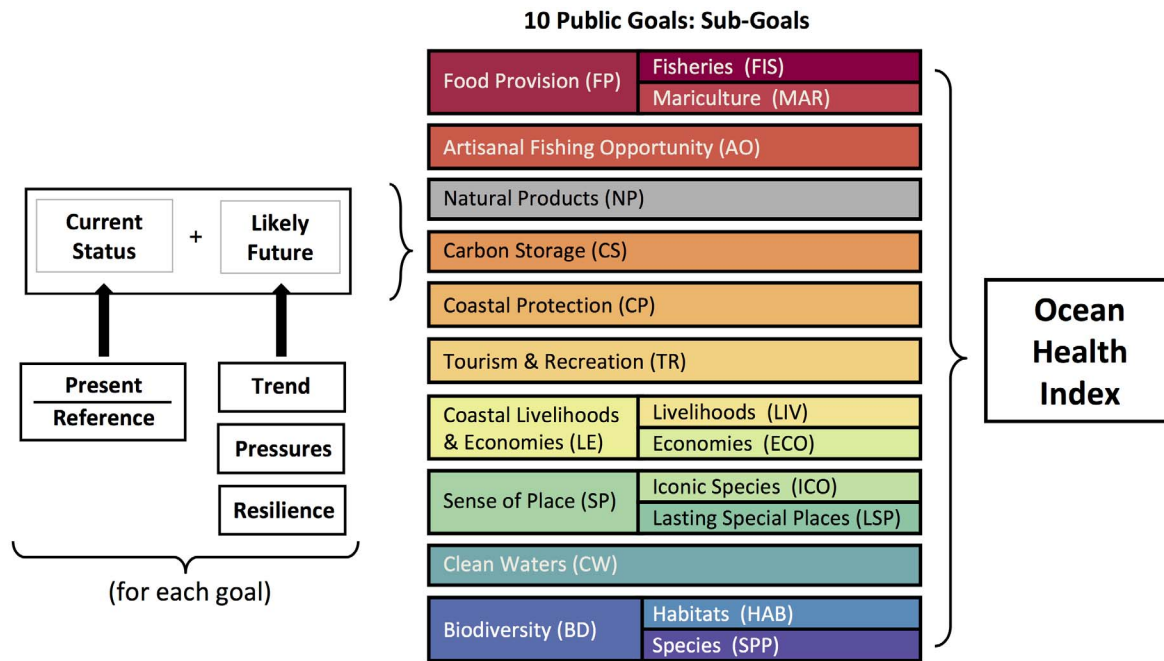 10 Public Goals: Sub-Goals
Food Provision (FP)
Fisheries (FIS)
Mariculture (MAR)
Artisanal Fishing Opportunity (AO)
Natural Products (NP)
Carbon Storage (CS)
Coastal Protection (CP)
Tourism & Recreation (TR)
Coastal Livelihoods
& Economies (LE)
Livelihoods (LIV)
Economies (ECO)
Sense of Place (SP)
Iconic Species (ICO)
Lasting Special Places (LSP)
Clean Waters (CW)
Biodiversity (BD)
Habitats (HAB)
Species (SPP)
Current
Status
+
Likely
Future
Present
Reference
Trend
Pressures
Resilience
(for each goal)
Ocean
Health
Index